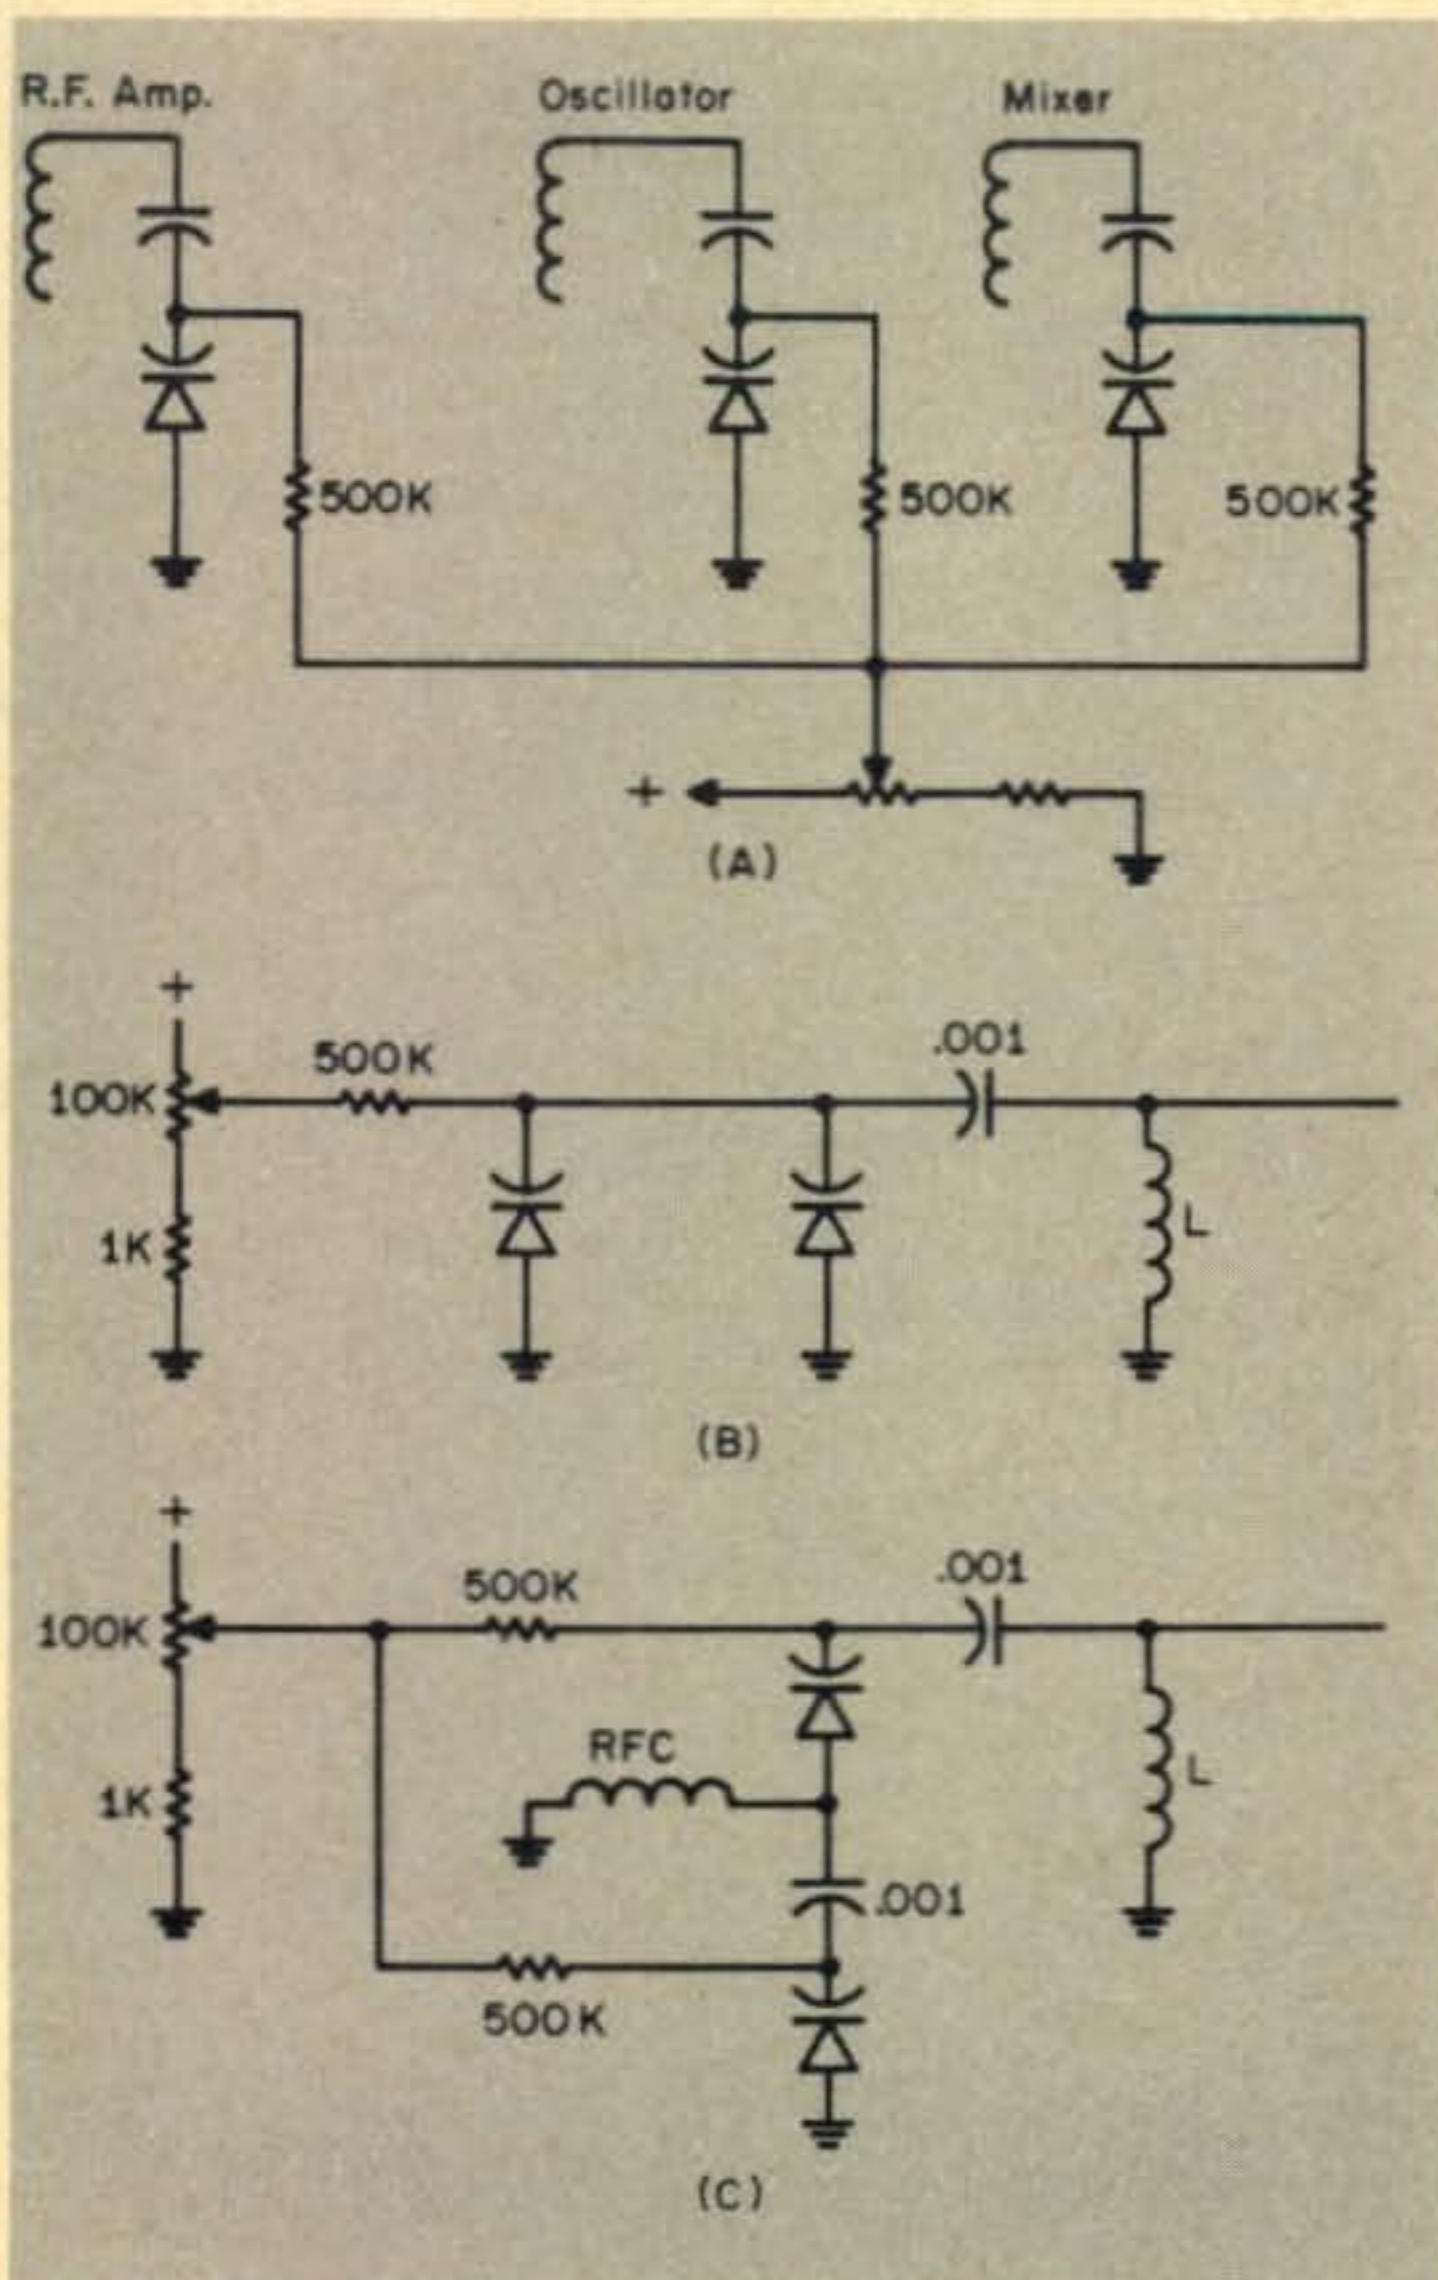 R.F. Amp.
Oscillator
Mixer
500K
500K
500K
+
(A)
+
500K
.001
100K
1K
L
(B)
+
500K
.001
100K
RFC
1K
L
.001
500K
(C)